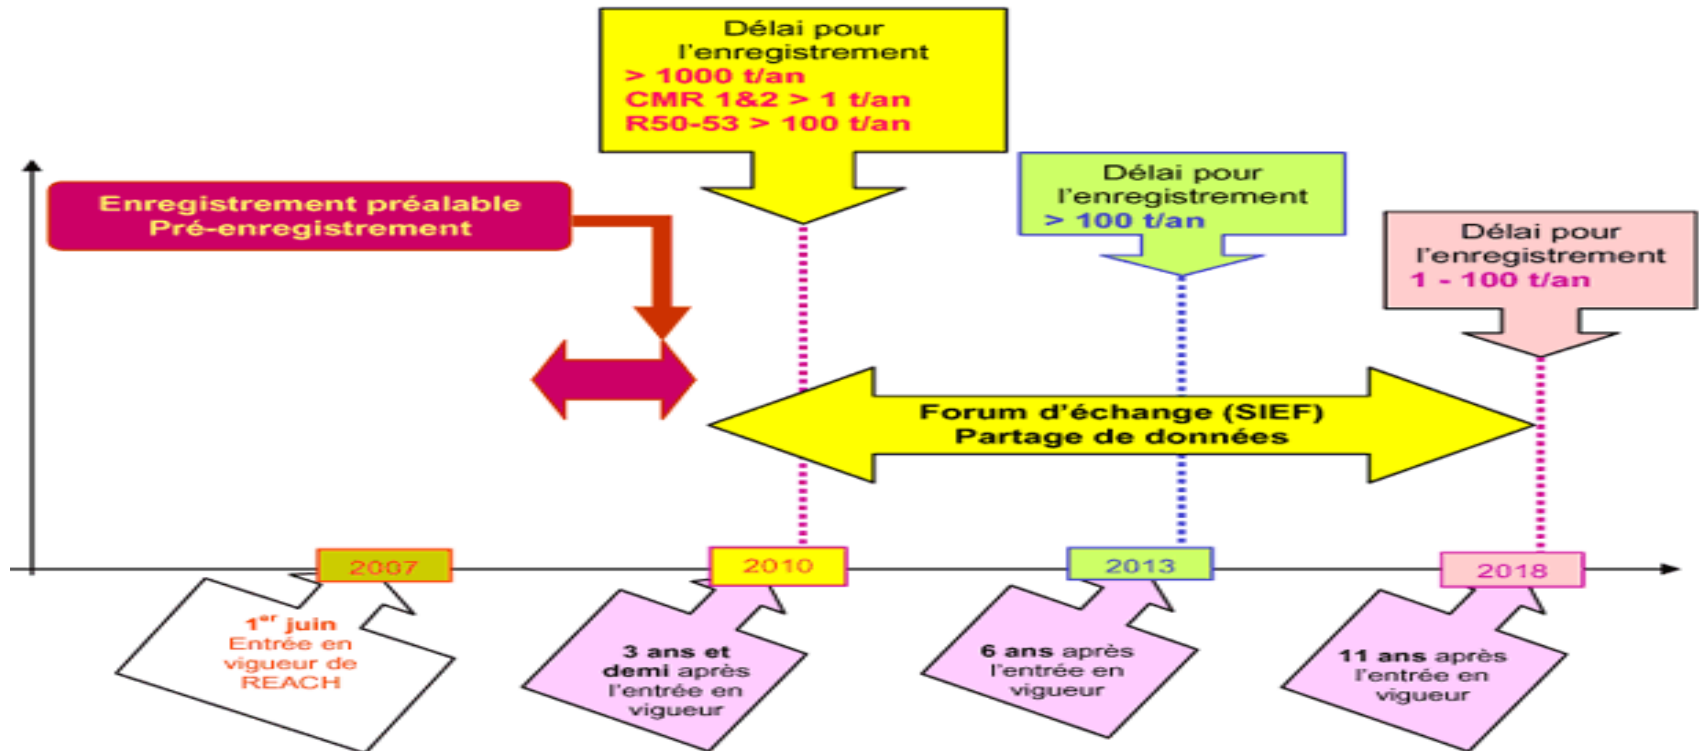 Délai pour
l'enregistrement
> 1000 t/an
CMR 1&2 > 1 t/an
R50-53 > 100 t/an
Délai pour
l'enregistrement
> 100 t/an
Enregistrement préalable
Pré-enregistrement
Délai pour
l'enregistrement
1 - 100 t/an
Forum d'échange (SIEF)
Partage de données
2007
2010
2013
2018
1er juin
Entrée en
vigueur de
REACH
3 ans et
demi après
l'entrée en
vigueur
6 ans après
l'entrée en
vigueur
11 ans après
l'entrée en
vigueur